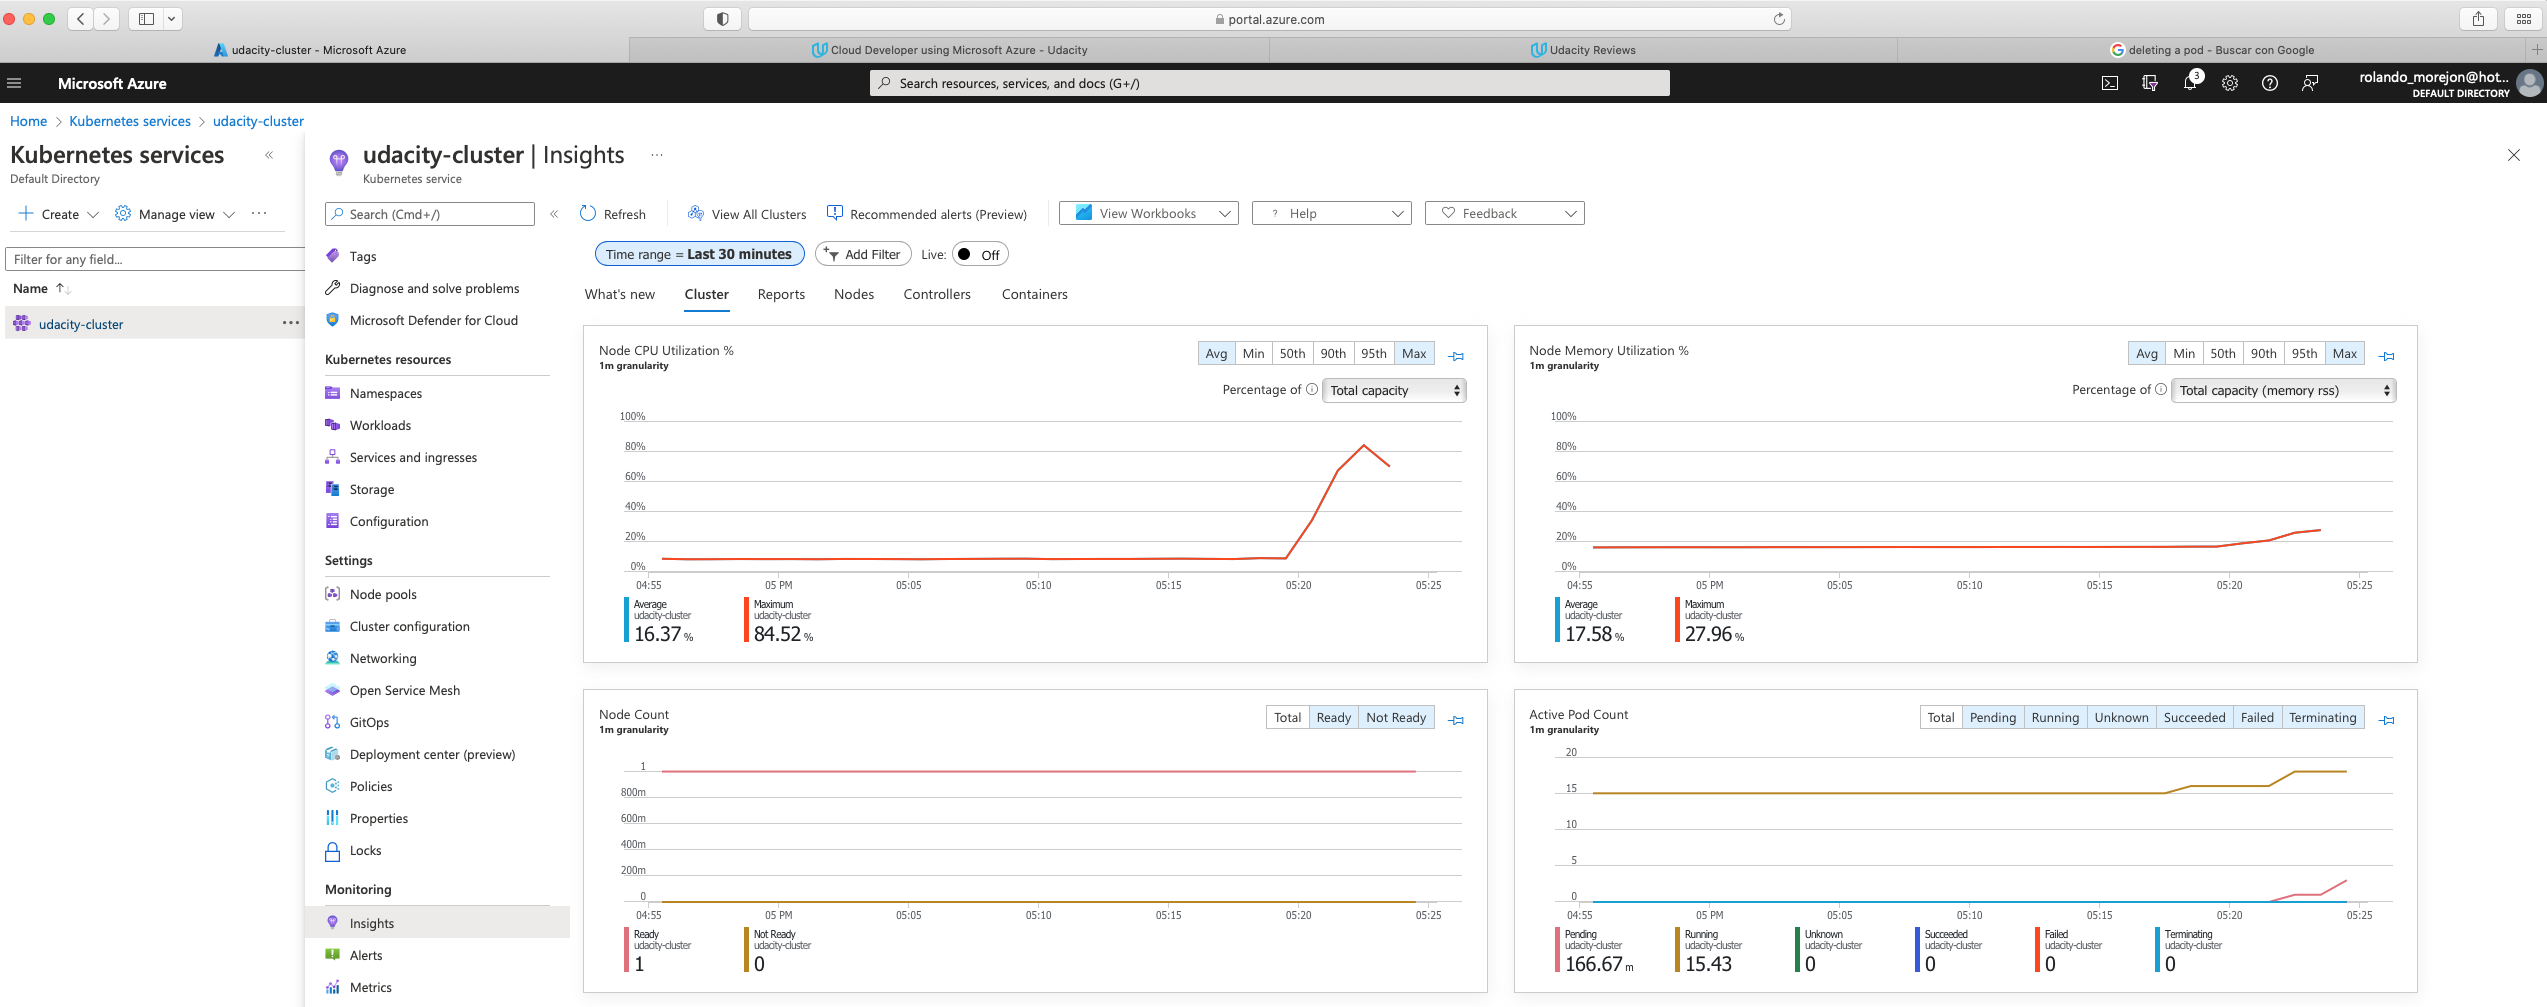 portal.azure.com
udacity-cluster - Microsoft Azure
Cloud Developer using Microsoft Azure - Udacity
Udacity Reviews
deleting a pod - Buscar con Google
Microsoft Azure
Search resources, services, and docs (G+/)
3
rolando_morejon@hot...
DEFAULT DIRECTORY
Home > Kubernetes services > udacity-cluster
Kubernetes services «
Default Directory
Create Manage view ...
Filter for any field...
Name ↑↓
udacity-cluster ...
udacity-cluster | Insights ...
Kubernetes service
Search (Cmd+/) «
Tags
Diagnose and solve problems
Microsoft Defender for Cloud
Kubernetes resources
Namespaces
Workloads
Services and ingresses
Storage
Configuration
Settings
Node pools
Cluster configuration
Networking
Open Service Mesh
GitOps
Deployment center (preview)
Policies
Properties
Locks
Monitoring
Insights
Alerts
Metrics
Refresh View All Clusters Recommended alerts (Preview) View Workbooks ? Help Feedback
Time range = Last 30 minutes Add Filter Live: Off
What's new Cluster Reports Nodes Controllers Containers
Node CPU Utilization %
1m granularity
Avg Min 50th 90th 95th Max
Percentage of Total capacity
100%
80%
60%
40%
20%
0%
04:55 05 PM 05:05 05:10 05:15 05:20 05:25
Average
udacity-cluster
16.37 %
Maximum
udacity-cluster
84.52 %
Node Memory Utilization %
1m granularity
Avg Min 50th 90th 95th Max
Percentage of Total capacity (memory rss)
100%
80%
60%
40%
20%
0%
04:55 05 PM 05:05 05:10 05:15 05:20 05:25
Average
udacity-cluster
17.58 %
Maximum
udacity-cluster
27.96 %
Node Count
1m granularity
Total Ready Not Ready
1
800m
600m
400m
200m
0
04:55 05 PM 05:05 05:10 05:15 05:20 05:25
Ready
udacity-cluster
1
Not Ready
udacity-cluster
0
Active Pod Count
1m granularity
Total Pending Running Unknown Succeeded Failed Terminating
20
15
10
5
0
04:55 05 PM 05:05 05:10 05:15 05:20 05:25
Pending
udacity-cluster
166.67 m
Running
udacity-cluster
15.43
Unknown
udacity-cluster
0
Succeeded
udacity-cluster
0
Failed
udacity-cluster
0
Terminating
udacity-cluster
0